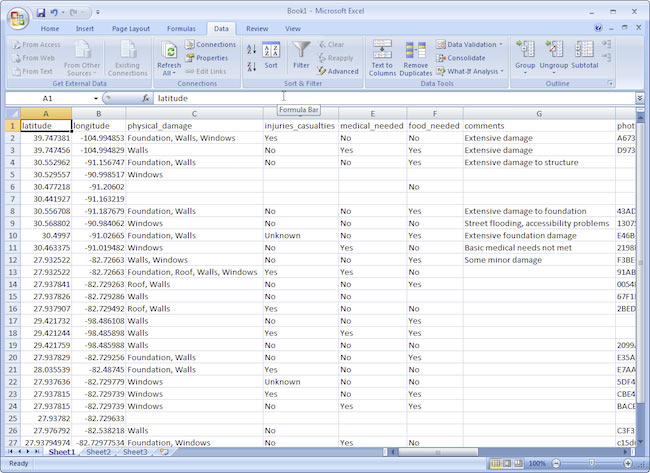 Book1 - Microsoft Excel
Home Insert Page Layout Formulas Data Review View
From Access From Web From Text From Other Sources Existing Connections
Get External Data
Refresh All Connections Properties Edit Links
Connections
Sort Filter Clear Reapply Advanced
Sort & Filter
Text to Columns Remove Duplicates Data Validation Consolidate What-If Analysis
Data Tools
Group Ungroup Subtotal
Outline
A1 fx latitude
Formula Bar
A B C F G
1 latitude longitude physical_damage injuries_casualties medical_needed food_needed comments phot
2 39.747381 -104.994853 Foundation, Walls, Windows Yes No No Extensive damage A673
3 39.747456 -104.994839 Walls No No Yes Extensive damage D973
4 30.552962 -91.156747 Foundation, Walls No No Yes Extensive damage to structure
5 30.529557 -90.998517 Windows
6 30.477218 -91.20602 No
7 30.441927 -91.163219
8 30.556708 -91.187679 Foundation, Walls No No Yes Extensive damage to foundation 43AD
9 30.568802 -90.984062 Windows No No No Street flooding, accessibility problems 13075
10 30.4997 -91.02665 Foundation, Walls Unknown No Yes Extensive foundation damage E46B
11 30.463375 -91.019482 Windows No Yes No Basic medical needs not met 2198
12 27.932522 -82.72663 Walls, Windows No No Yes Some minor damage F3BE
13 27.932522 -82.72663 Foundation, Roof, Walls, Windows Yes Yes No 91AB
14 27.937841 -82.729263 Roof, Walls No No Yes 0054
15 27.937826 -82.729286 Walls No No Yes 67F1
16 27.937907 -82.729492 Roof, Walls Yes No No 2BED
17 29.421732 -98.486108 Walls No No Yes
18 29.421244 -98.485898 Walls Yes Yes Yes
19 29.421759 -98.485988 Walls No No No 2099
20 27.937829 -82.729256 Foundation, Walls No No Yes E35A
21 28.035539 -82.48745 Foundation, Walls Yes No No E7AA
22 27.937636 -82.729779 Windows Unknown No No 5DF4
23 27.937815 -82.729739 Windows Yes No No CBE4
24 27.937815 -82.729739 Windows No Yes Yes BACE
25 27.93782 -82.729633
26 27.976792 -82.538218 Walls No No No C3F3
27 27.93794974 -82.72977534 Foundation, Windows No Yes No c15d
Sheet1 Sheet2 Sheet3
Ready 100%